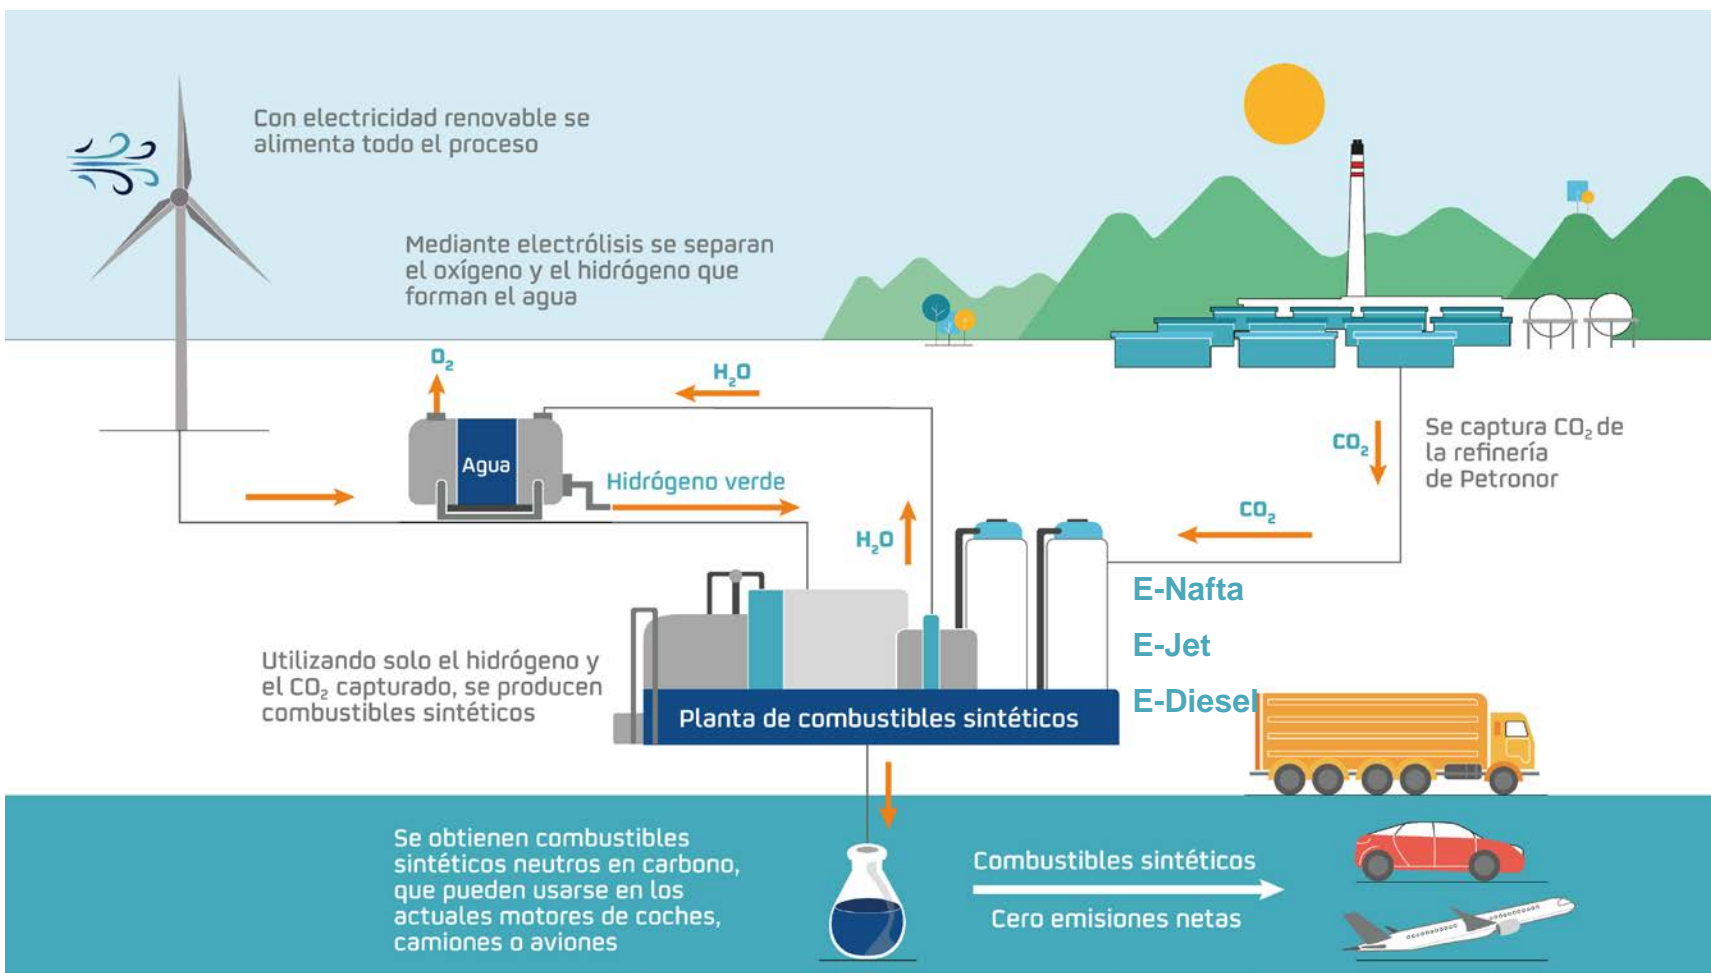 Con electricidad renovable se
alimenta todo el proceso
Mediante electrólisis se separan
el oxígeno y el hidrógeno que
forman el agua
O₂
H₂O
Agua
Hidrógeno verde
CO₂
Se captura CO₂ de
la refinería
de Petronor
CO₂
H₂O
E-Nafta
E-Jet
E-Diesel
Utilizando solo el hidrógeno y
el CO₂ capturado, se producen
combustibles sintéticos
Planta de combustibles sintéticos
Se obtienen combustibles
sintéticos neutros en carbono,
que pueden usarse en los
actuales motores de coches,
camiones o aviones
Combustibles sintéticos
Cero emisiones netas